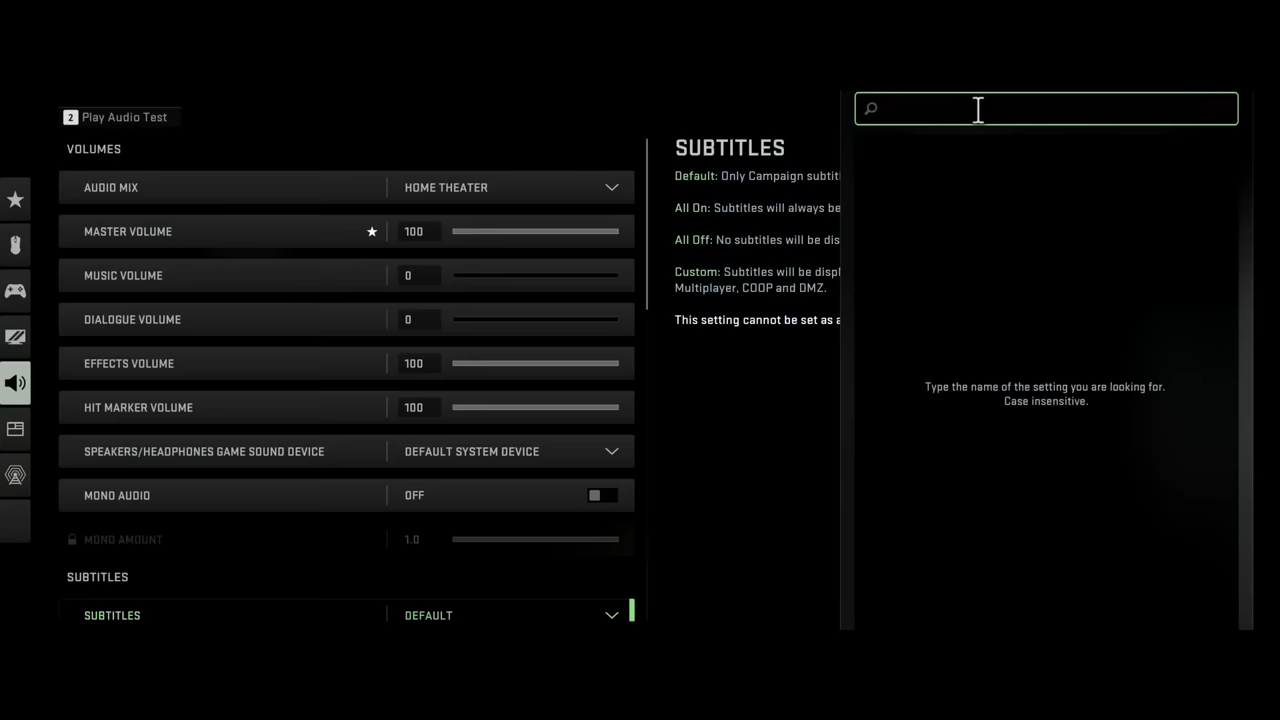 2 Play Audio Test
VOLUMES
AUDIO MIX HOME THEATER
MASTER VOLUME 100
MUSIC VOLUME 0
DIALOGUE VOLUME 0
EFFECTS VOLUME 100
HIT MARKER VOLUME 100
SPEAKERS/HEADPHONES GAME SOUND DEVICE DEFAULT SYSTEM DEVICE
MONO AUDIO OFF
MONO AMOUNT 1.0
SUBTITLES
SUBTITLES DEFAULT
SUBTITLES
Default: Only Campaign subtit
All On: Subtitles will always be
All Off: No subtitles will be dis
Custom: Subtitles will be displ
Multiplayer, COOP and DMZ.
This setting cannot be set as a
Type the name of the setting you are looking for.
Case insensitive.